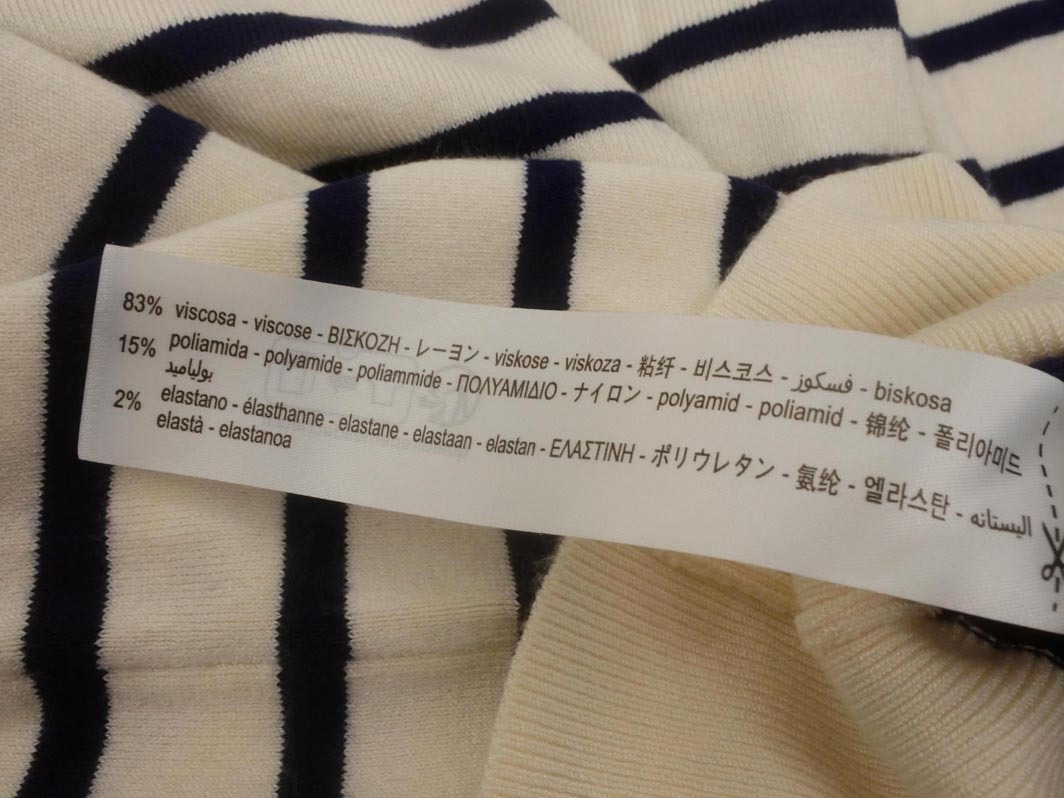 83% viscosa - viscose - ΒΙΣΚΟΖΗ - レーヨン - viskose - viskoza - 粘纤 - 비스코스 - فسكوز - biskosa
15% poliamida - polyamide - poliammide - ΠΟΛΥΑΜΙΔΙΟ - ナイロン - polyamid - poliamid - 锦纶 - 폴리아미드
بولياميد
2% elastano - élasthanne - elastane - elastaan - elastan - ΕΛΑΣΤΙΝΗ - ポリウレタン - 氨纶 - 엘라스탄 - اليستانه
elastà - elastanoa